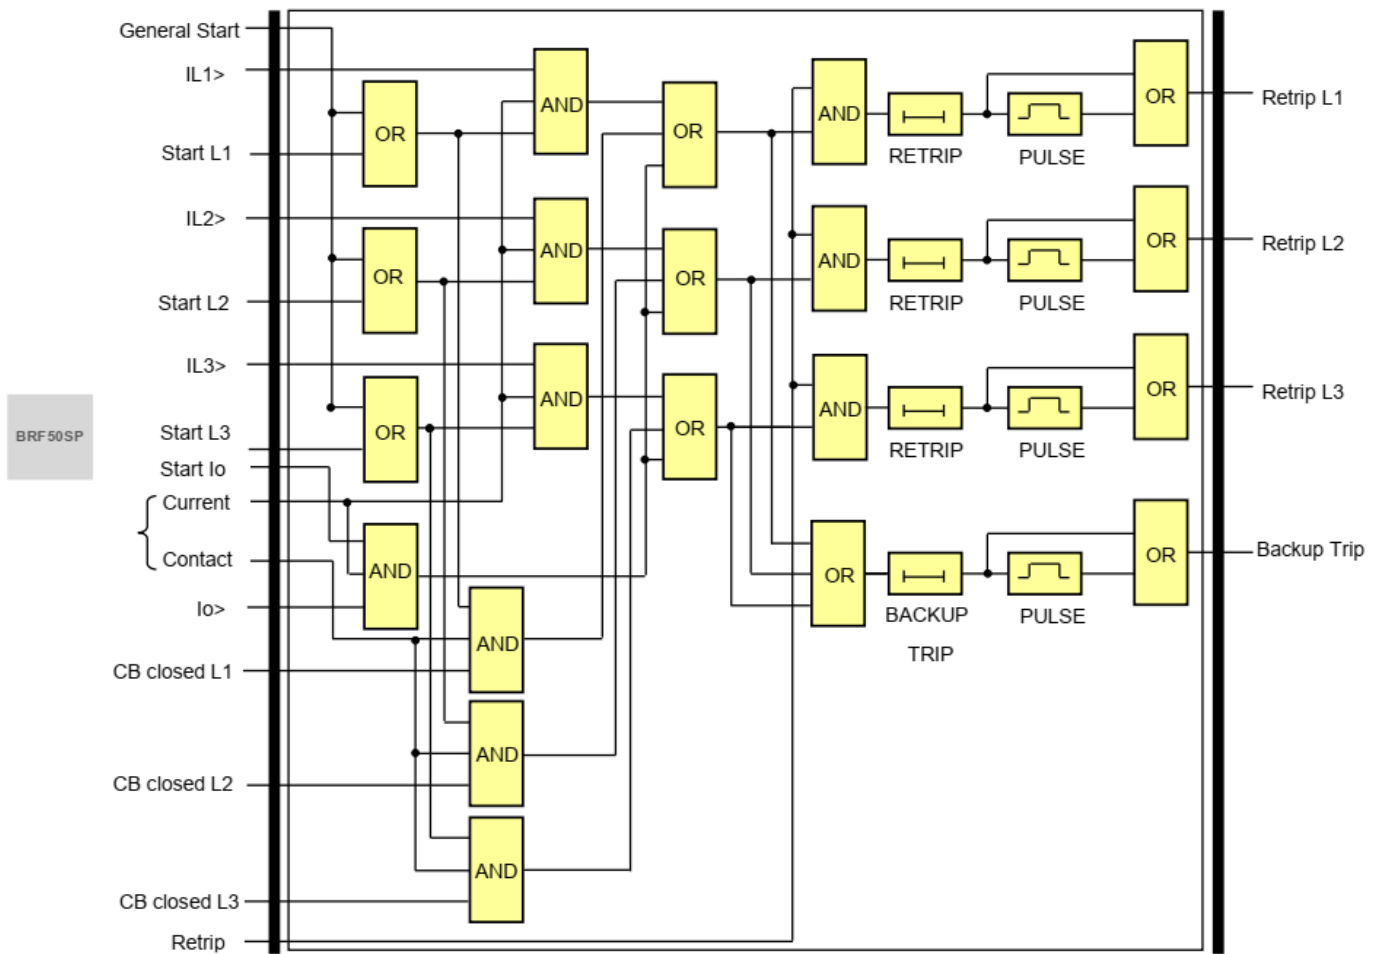 General Start
IL1>
Start L1
IL2>
Start L2
IL3>
Start L3
Start Io
Current
Contact
Io>
CB closed L1
CB closed L2
CB closed L3
Retrip
BRF50SP
OR
OR
OR
AND
AND
AND
AND
AND
AND
AND
OR
OR
OR
AND
RETRIP
PULSE
OR
Retrip L1
AND
RETRIP
PULSE
OR
Retrip L2
AND
RETRIP
PULSE
OR
Retrip L3
OR
BACKUP
TRIP
PULSE
OR
Backup Trip